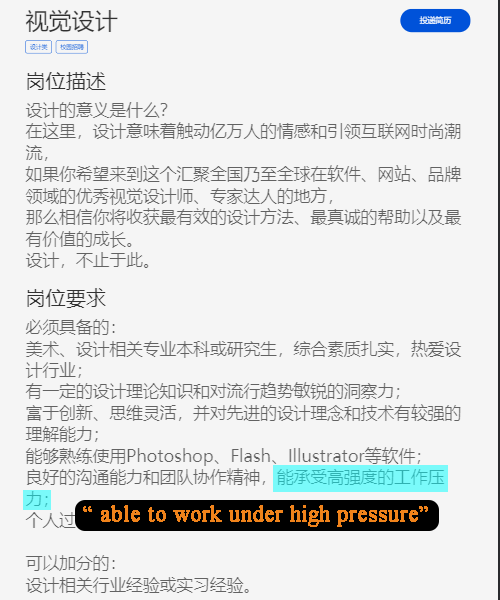 视觉设计
投递简历
设计类 校园招聘
岗位描述
设计的意义是什么？
在这里，设计意味着触动亿万人的情感和引领互联网时尚潮
流，
如果你希望来到这个汇聚全国乃至全球在软件、网站、品牌
领域的优秀视觉设计师、专家达人的地方，
那么相信你将收获最有效的设计方法、最真诚的帮助以及最
有价值的成长。
设计，不止于此。
岗位要求
必须具备的：
美术、设计相关专业本科或研究生，综合素质扎实，热爱设
计行业；
有一定的设计理论知识和对流行趋势敏锐的洞察力；
富于创新、思维灵活，并对先进的设计理念和技术有较强的
理解能力；
能够熟练使用Photoshop、Flash、Illustrator等软件；
良好的沟通能力和团队协作精神，能承受高强度的工作压
力；
个人过
“ able to work under high pressure”
可以加分的：
设计相关行业经验或实习经验。